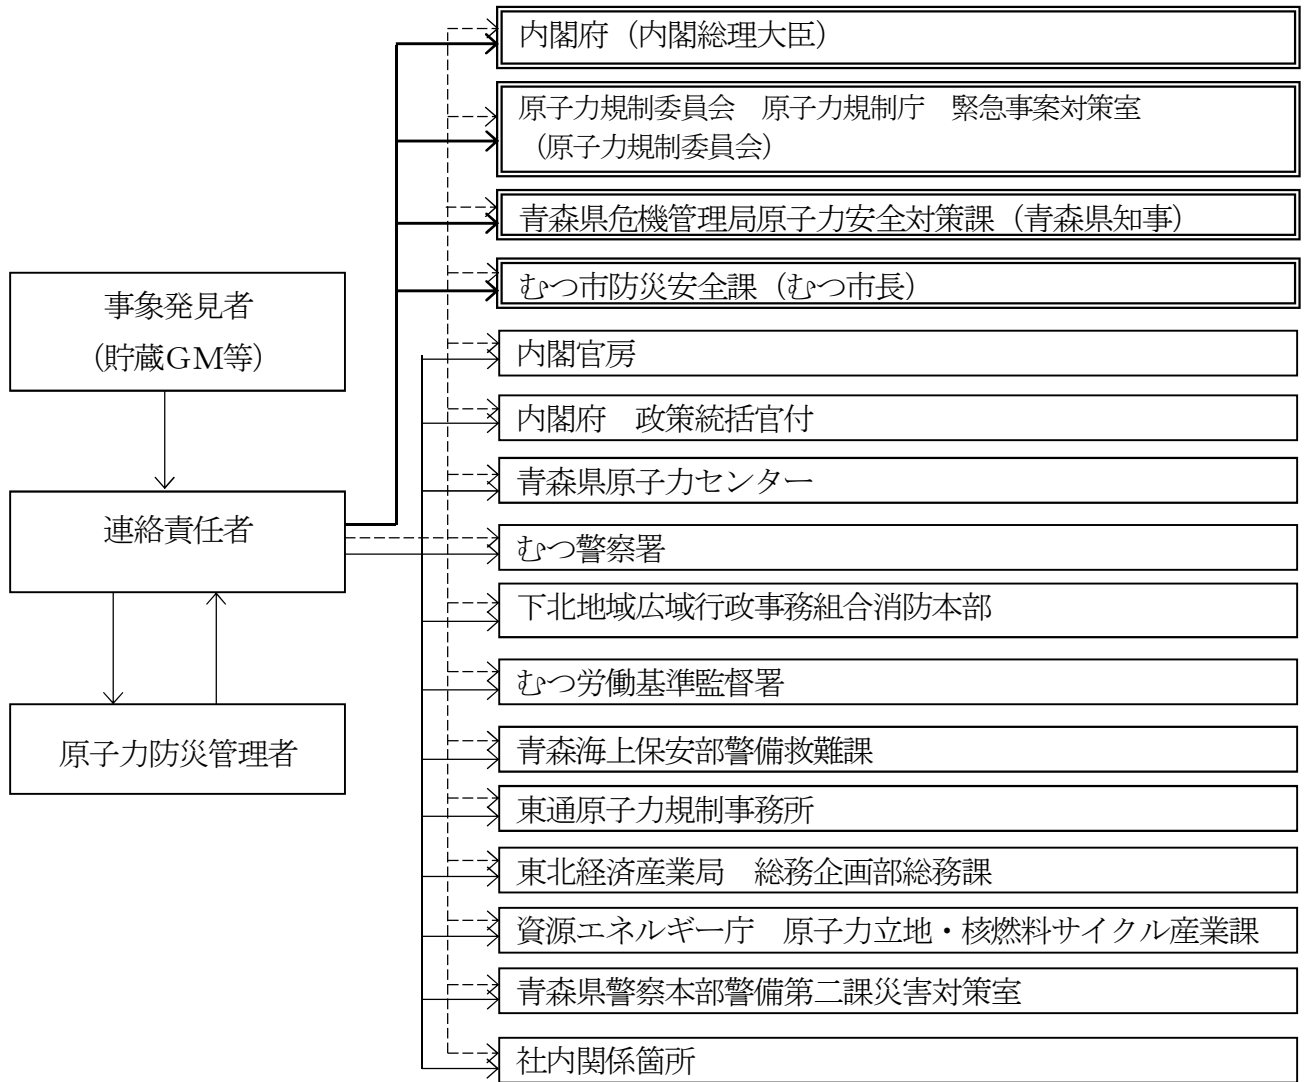 内閣府（内閣総理大臣）
原子力規制委員会　原子力規制庁　緊急事案対策室
（原子力規制委員会）
青森県危機管理局原子力安全対策課（青森県知事）
むつ市防災安全課（むつ市長）
事象発見者
（貯蔵ＧＭ等）
内閣官房
内閣府　政策統括官付
青森県原子力センター
連絡責任者
むつ警察署
下北地域広域行政事務組合消防本部
むつ労働基準監督署
原子力防災管理者
青森海上保安部警備救難課
東通原子力規制事務所
東北経済産業局　総務企画部総務課
資源エネルギー庁　原子力立地・核燃料サイクル産業課
青森県警察本部警備第二課災害対策室
社内関係箇所